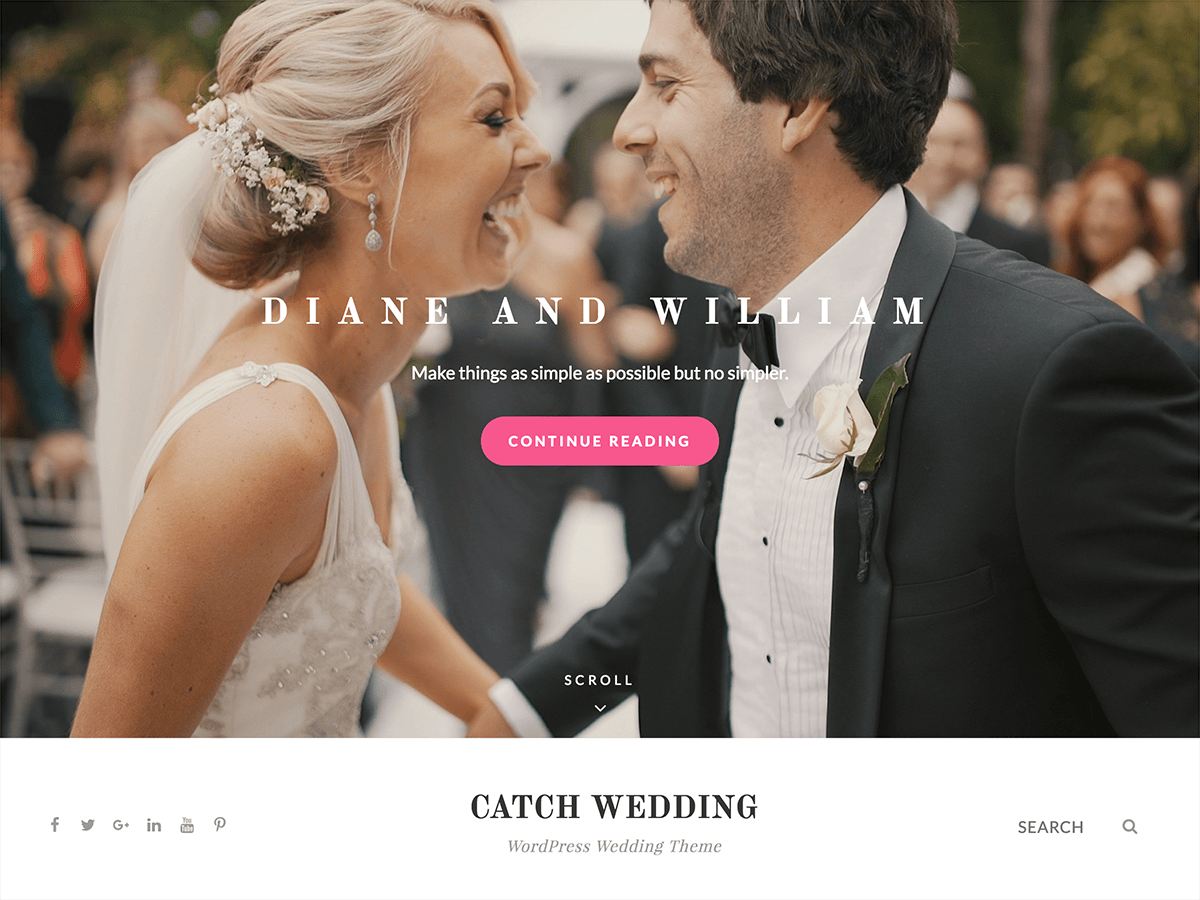 DIANE AND WILLIAM
Make things as simple as possible but no simpler.
CONTINUE READING
SCROLL
CATCH WEDDING
WordPress Wedding Theme
SEARCH